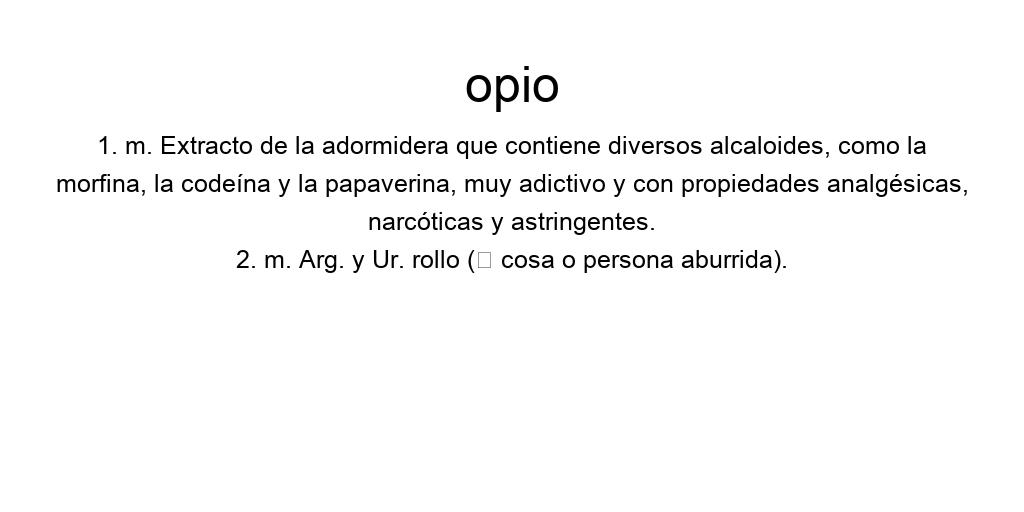 opio
1. m. Extracto de la adormidera que contiene diversos alcaloides, como la
morfina, la codeína y la papaverina, muy adictivo y con propiedades analgésicas,
narcóticas y astringentes.
2. m. Arg. y Ur. rollo (□ cosa o persona aburrida).